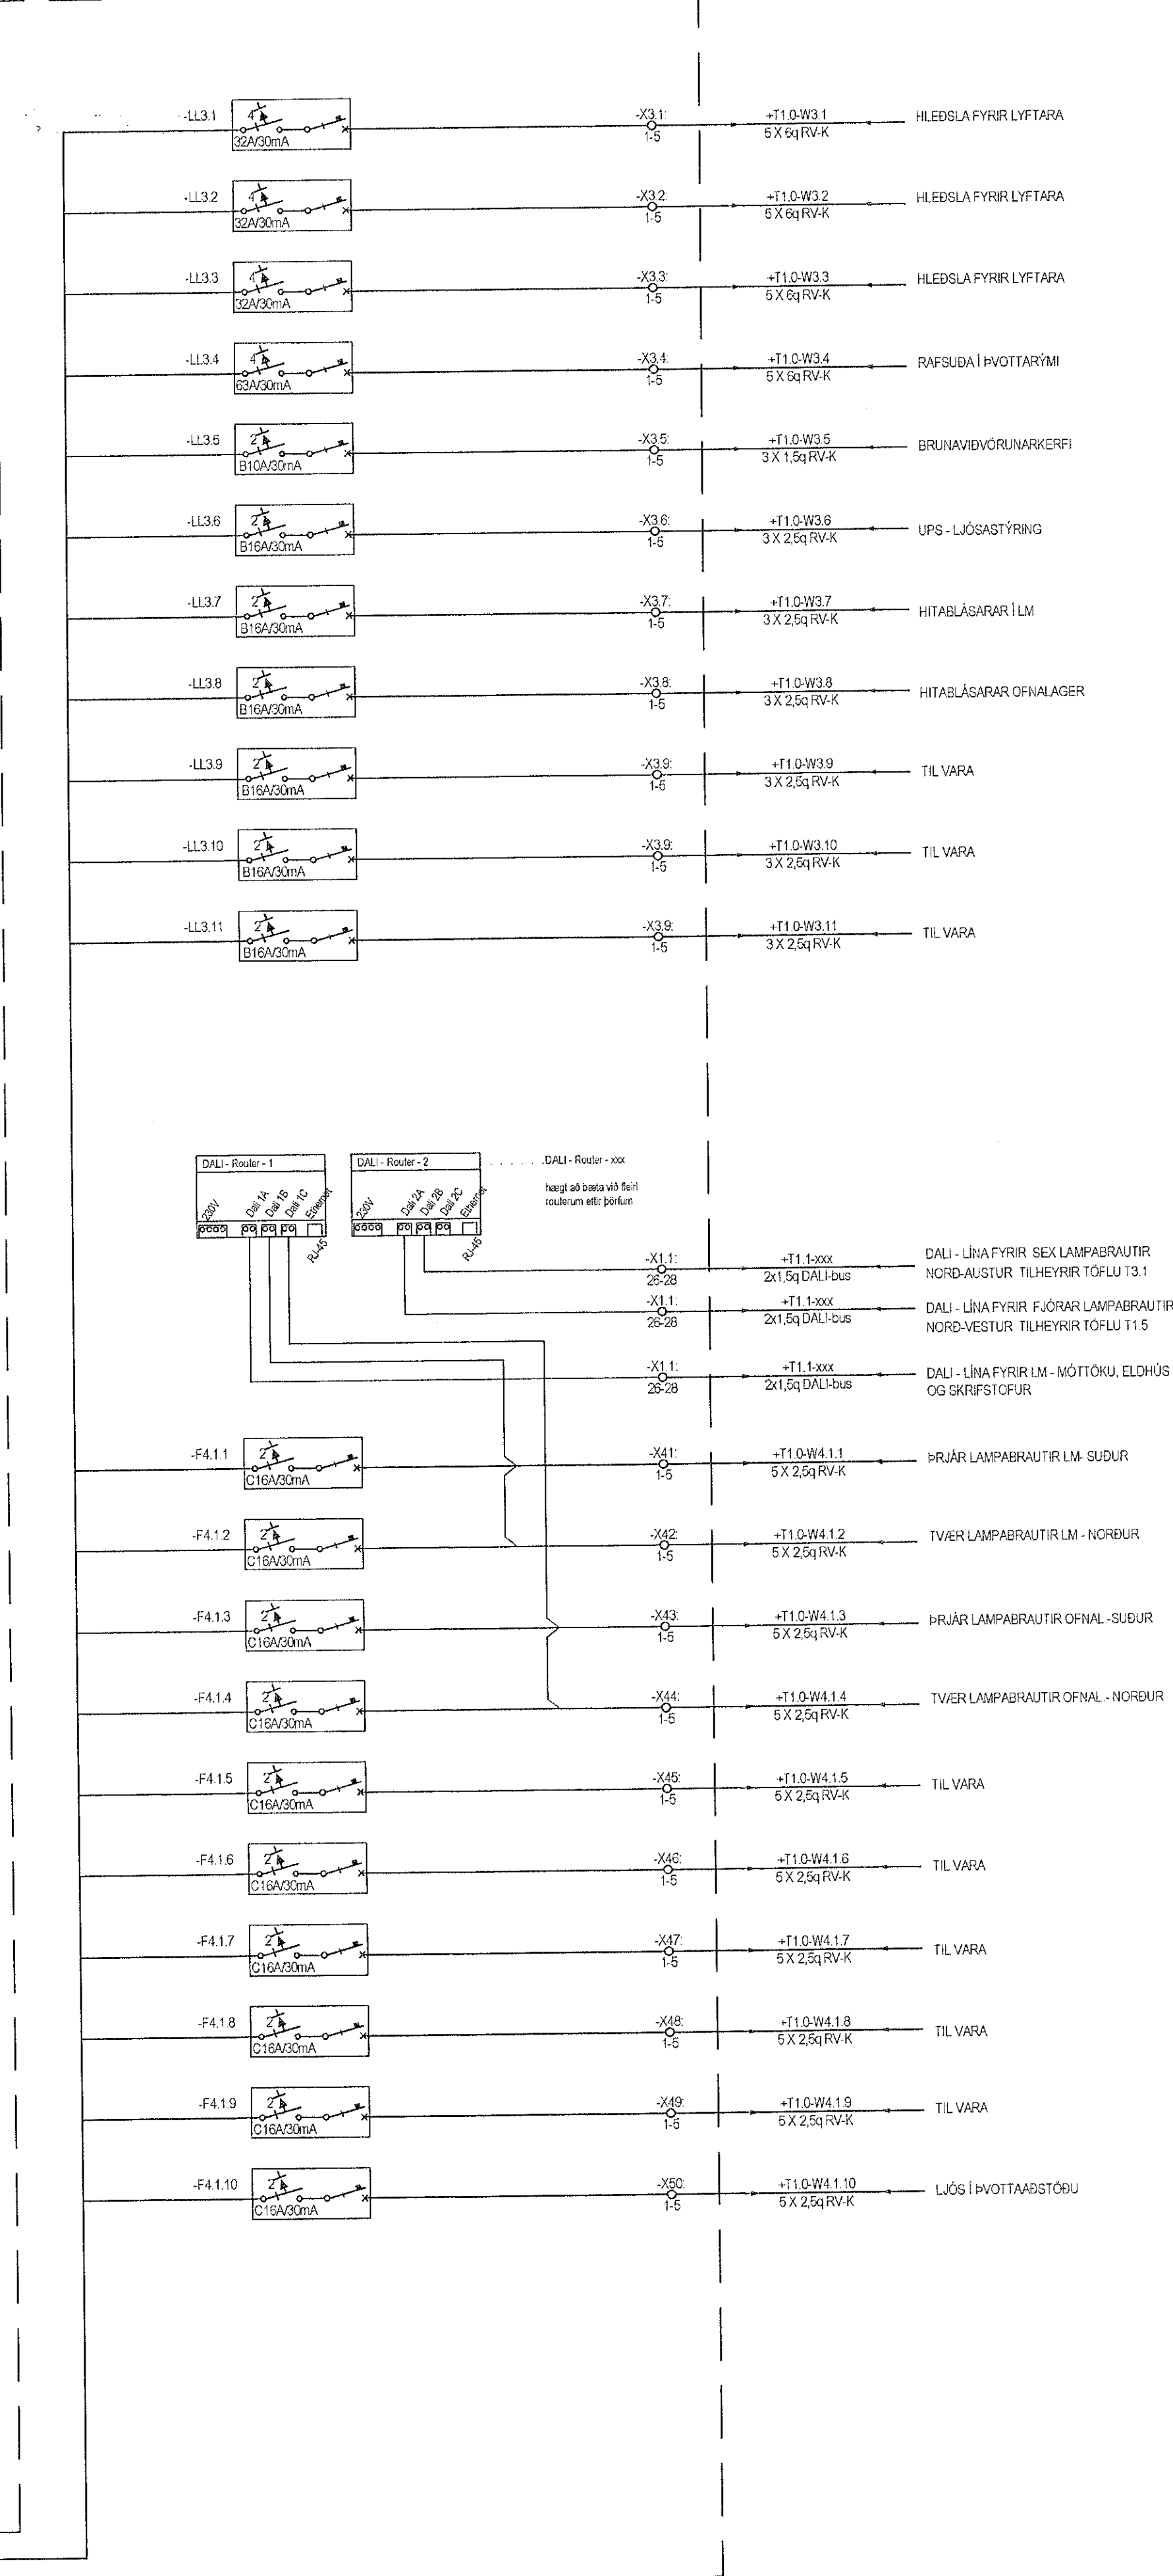 -LL3.1 4 32A/30mA -X3.1: 1-5 +T1.0-W3.1 5 X 6q RV-K HLEÐSLA FYRIR LYFTARA
-LL3.2 4 32A/30mA -X3.2: 1-5 +T1.0-W3.2 5 X 6q RV-K HLEÐSLA FYRIR LYFTARA
-LL3.3 4 32A/30mA -X3.3: 1-5 +T1.0-W3.3 5 X 6q RV-K HLEÐSLA FYRIR LYFTARA
-LL3.4 4 63A/30mA -X3.4: 1-5 +T1.0-W3.4 5 X 6q RV-K RAFSUÐA Í ÞVOTTARÝMI
-LL3.5 2 B10A/30mA -X3.5: 1-5 +T1.0-W3.5 3 X 1,5q RV-K BRUNAVIÐVÖRUNARKERFI
-LL3.6 2 B16A/30mA -X3.6: 1-5 +T1.0-W3.6 3 X 2,5q RV-K UPS - LJÓSASTÝRING
-LL3.7 2 B16A/30mA -X3.7: 1-5 +T1.0-W3.7 3 X 2,5q RV-K HITABLÁSARAR Í LM
-LL3.8 2 B16A/30mA -X3.8: 1-5 +T1.0-W3.8 3 X 2,5q RV-K HITABLÁSARAR OFNALAGER
-LL3.9 2 B16A/30mA -X3.9: 1-5 +T1.0-W3.9 3 X 2,5q RV-K TIL VARA
-LL3.10 2 B16A/30mA -X3.9: 1-5 +T1.0-W3.10 3 X 2,5q RV-K TIL VARA
-LL3.11 2 B16A/30mA -X3.9: 1-5 +T1.0-W3.11 3 X 2,5q RV-K TIL VARA
DALI - Router - 1
230V Dali 1A Dali 1B Dali 1C Ethernet RJ-45
DALI - Router - 2
230V Dali 2A Dali 2B Dali 2C Ethernet RJ-45
. . . . . . .DALI - Router - xxx
hægt að bæta við fleiri
routerum eftir þörfum
-X1.1: 26-28 +T1.1-xxx 2x1,5q DALI-bus DALI - LÍNA FYRIR SEX LAMPABRAUTIR
NORÐ-AUSTUR TILHEYRIR TÖFLU T3.1
-X1.1: 26-28 +T1.1-xxx 2x1,5q DALI-bus DALI - LÍNA FYRIR FJÓRAR LAMPABRAUTIR
NORÐ-VESTUR TILHEYRIR TÖFLU T1.5
-X1.1: 26-28 +T1.1-xxx 2x1,5q DALI-bus DALI - LÍNA FYRIR LM - MÓTTÖKU, ELDHÚS
OG SKRIFSTOFUR
-F4.1.1 2 C16A/30mA -X41: 1-5 +T1.0-W4.1.1 5 X 2,5q RV-K ÞRJÁR LAMPABRAUTIR LM- SUÐUR
-F4.1.2 2 C16A/30mA -X42: 1-5 +T1.0-W4.1.2 5 X 2,5q RV-K TVÆR LAMPABRAUTIR LM - NORÐUR
-F4.1.3 2 C16A/30mA -X43: 1-5 +T1.0-W4.1.3 5 X 2,5q RV-K ÞRJÁR LAMPABRAUTIR OFNAL -SUÐUR
-F4.1.4 2 C16A/30mA -X44: 1-5 +T1.0-W4.1.4 5 X 2,5q RV-K TVÆR LAMPABRAUTIR OFNAL.- NORÐUR
-F4.1.5 2 C16A/30mA -X45: 1-5 +T1.0-W4.1.5 5 X 2,5q RV-K TIL VARA
-F4.1.6 2 C16A/30mA -X46: 1-5 +T1.0-W4.1.6 5 X 2,5q RV-K TIL VARA
-F4.1.7 2 C16A/30mA -X47: 1-5 +T1.0-W4.1.7 5 X 2,5q RV-K TIL VARA
-F4.1.8 2 C16A/30mA -X48: 1-5 +T1.0-W4.1.8 5 X 2,5q RV-K TIL VARA
-F4.1.9 2 C16A/30mA -X49: 1-5 +T1.0-W4.1.9 5 X 2,5q RV-K TIL VARA
-F4.1.10 2 C16A/30mA -X50: 1-5 +T1.0-W4.1.10 5 X 2,5q RV-K LJÓS Í ÞVOTTAAÐSTÖÐU